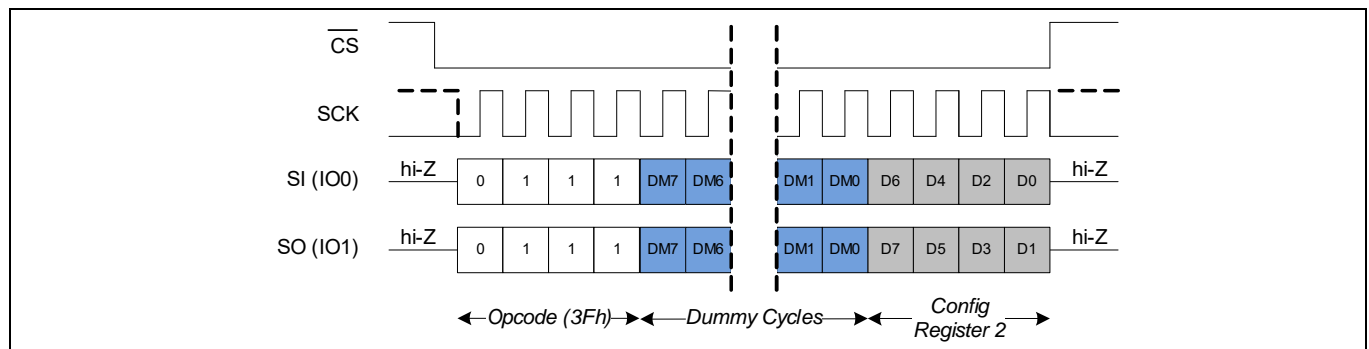 CS
SCK
SI (IO0) hi-Z 0 1 1 1 DM7 DM6 DM1 DM0 D6 D4 D2 D0 hi-Z
SO (IO1) hi-Z 0 1 1 1 DM7 DM6 DM1 DM0 D7 D5 D3 D1 hi-Z
Opcode (3Fh) Dummy Cycles Config
Register 2